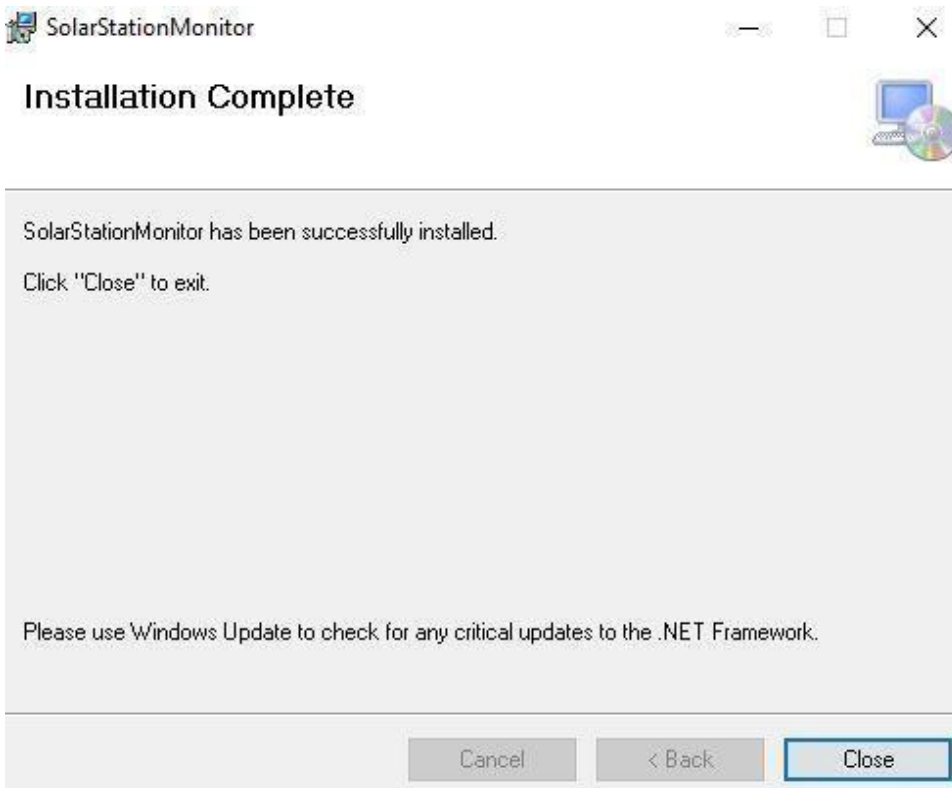 SolarStationMonitor
Installation Complete
SolarStationMonitor has been successfully installed.
Click "Close" to exit.
Please use Windows Update to check for any critical updates to the .NET Framework.
Cancel
< Back
Close